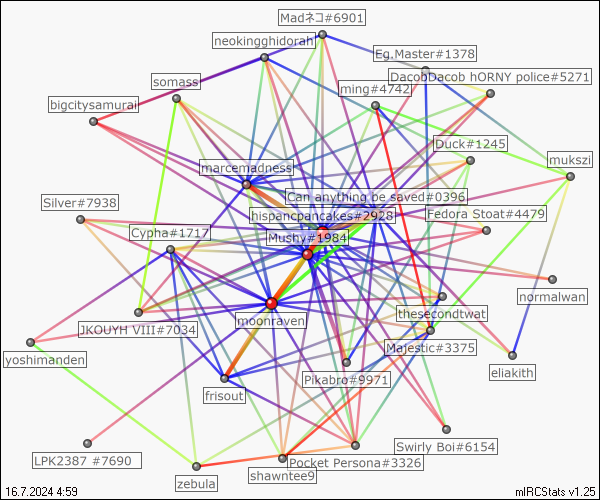 Madネコ#6901
neokingghidorah
Eg.Master#1378
DacobDacob hORNY police#5271
somass
ming#4742
bigcitysamurai
Duck#1245
marcemadness
mukszi
Can anything be saved#0396
Silver#7938
hispancpancakes#2928
Fedora Stoat#4479
Cypha#1717
Mushy#1984
normalwan
moonraven
thesecondtwat
JKOUYH VIII#7034
Majestic#3375
yoshimanden
eliakith
Pikabro#9971
frisout
Swirly Boi#6154
LPK2387 #7690
Pocket Persona#3326
shawntee9
zebula
16.7.2024 4:59
mIRCStats v1.25